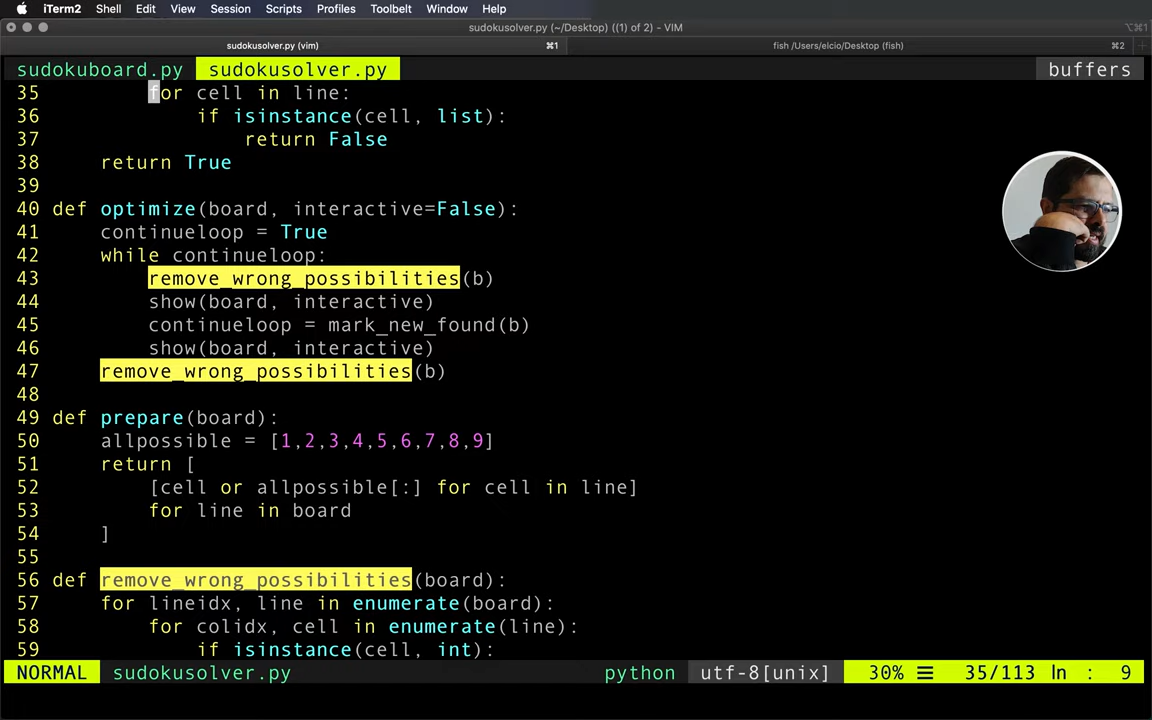 iTerm2 Shell Edit View Session Scripts Profiles Toolbelt Window Help
sudokusolver.py (~/Desktop) ((1) of 2) - VIM ⌥⌘1
sudokusolver.py (vim) ⌘1 fish /Users/elcio/Desktop (fish) ⌘2
sudokuboard.py sudokusolver.py buffers
35 for cell in line:
36 if isinstance(cell, list):
37 return False
38 return True
39
40 def optimize(board, interactive=False):
41 continueloop = True
42 while continueloop:
43 remove_wrong_possibilities(b)
44 show(board, interactive)
45 continueloop = mark_new_found(b)
46 show(board, interactive)
47 remove_wrong_possibilities(b)
48
49 def prepare(board):
50 allpossible = [1,2,3,4,5,6,7,8,9]
51 return [
52 [cell or allpossible[:] for cell in line]
53 for line in board
54 ]
55
56 def remove_wrong_possibilities(board):
57 for lineidx, line in enumerate(board):
58 for colidx, cell in enumerate(line):
59 if isinstance(cell, int):
NORMAL sudokusolver.py python utf-8[unix] 30% ☰ 35/113 ln : 9